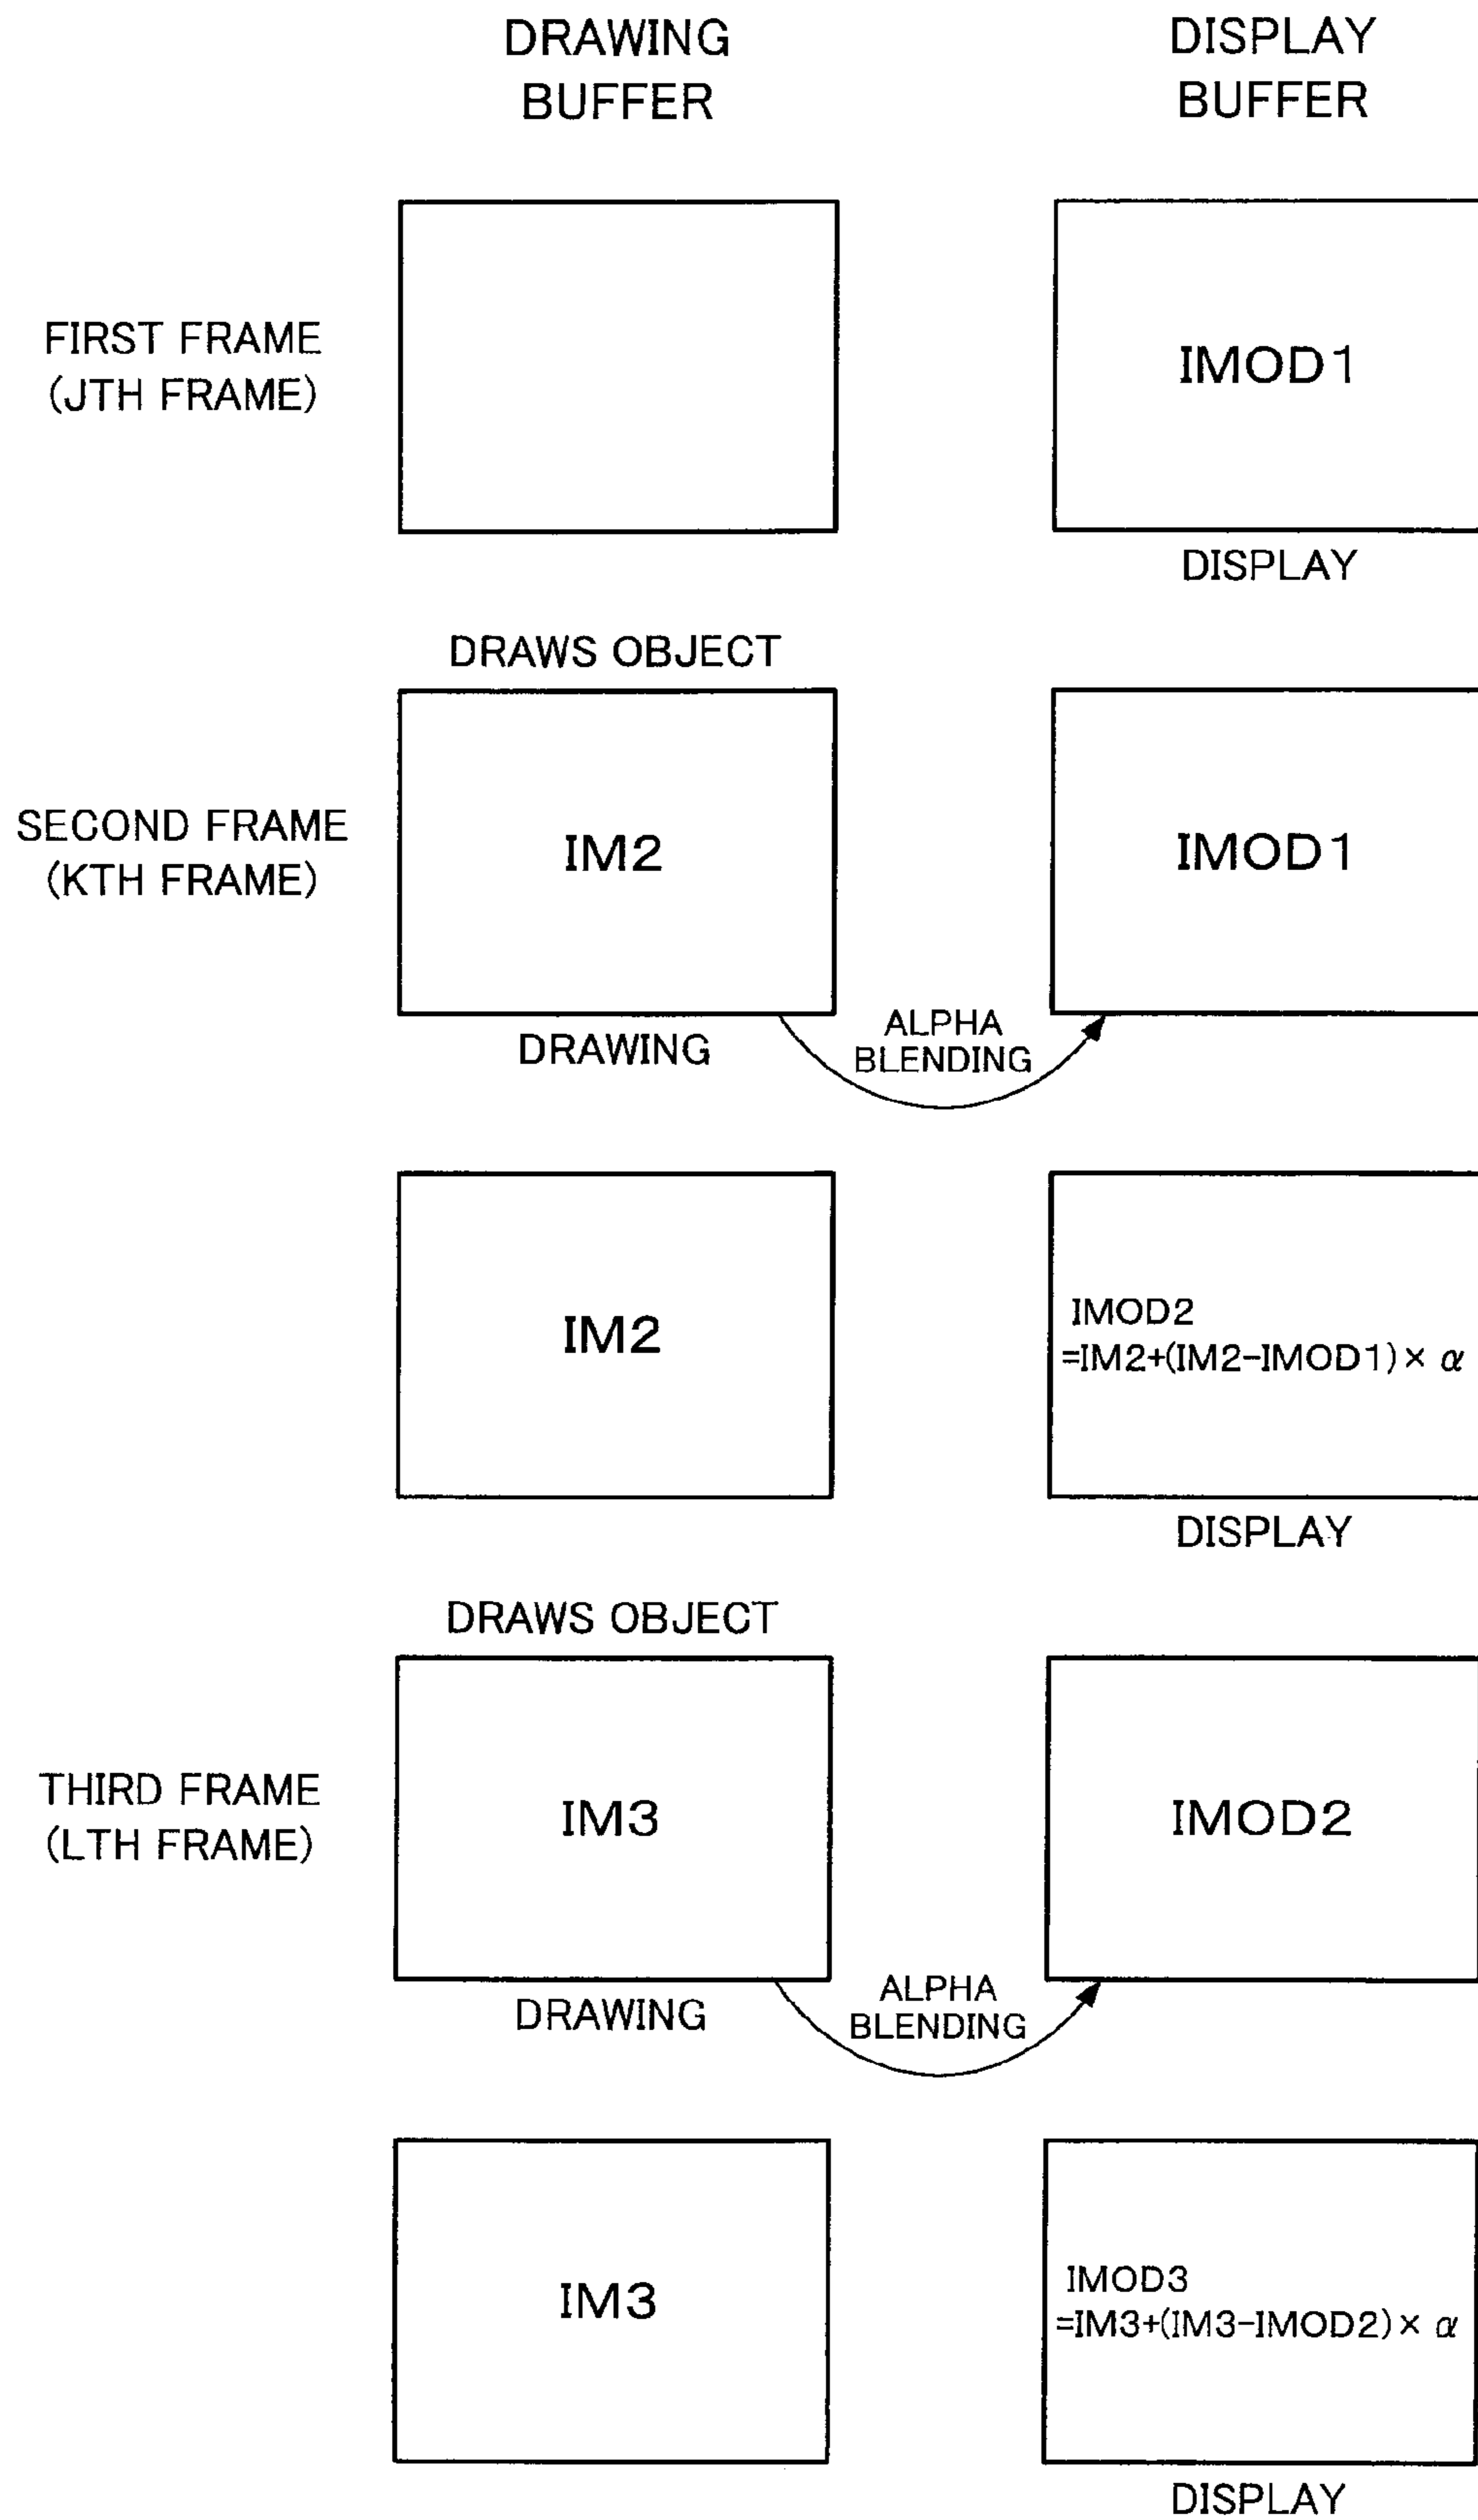 DRAWING
BUFFER
DISPLAY
BUFFER
FIRST FRAME
(JTH FRAME)
IMOD1
DISPLAY
DRAWS OBJECT
SECOND FRAME
(KTH FRAME)
IM2
IMOD1
DRAWING
ALPHA
BLENDING
IM2
IMOD2
=IM2+(IM2-IMOD1)× α
DISPLAY
DRAWS OBJECT
THIRD FRAME
(LTH FRAME)
IM3
IMOD2
DRAWING
ALPHA
BLENDING
IM3
IMOD3
=IM3+(IM3-IMOD2)× α
DISPLAY